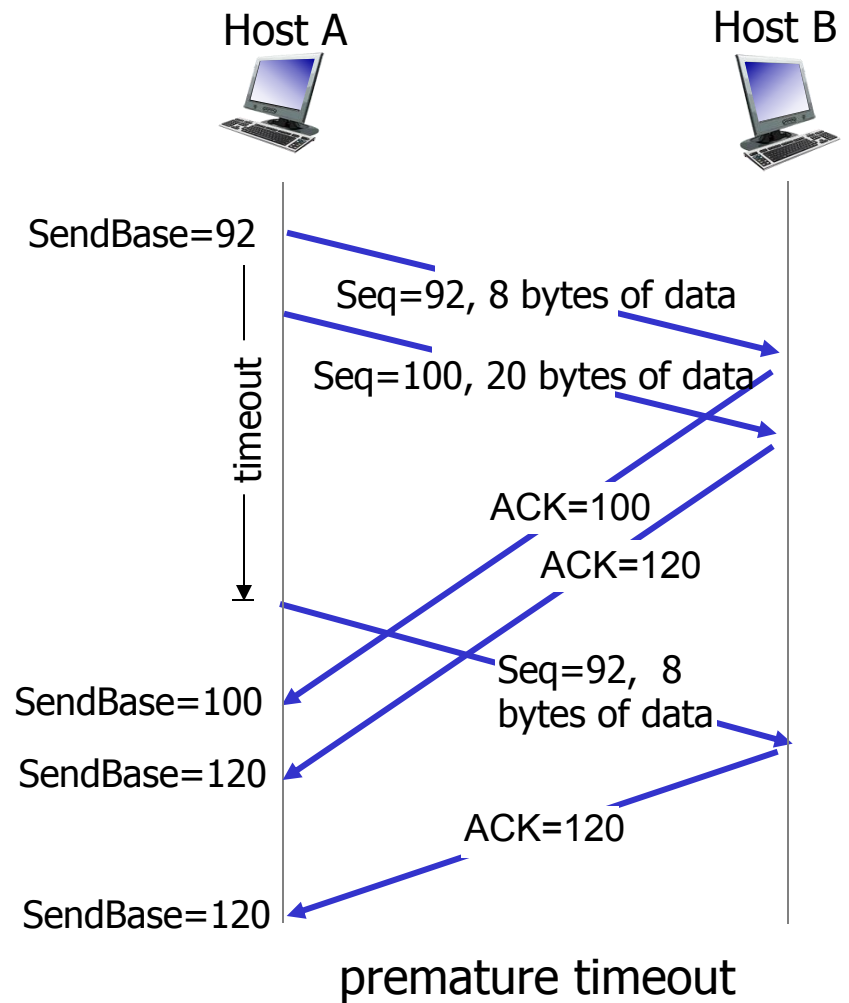 Host A
Host B
SendBase=92
Seq=92, 8 bytes of data
Seq=100, 20 bytes of data
timeout
ACK=100
ACK=120
Seq=92, 8
bytes of data
SendBase=100
SendBase=120
ACK=120
SendBase=120
premature timeout